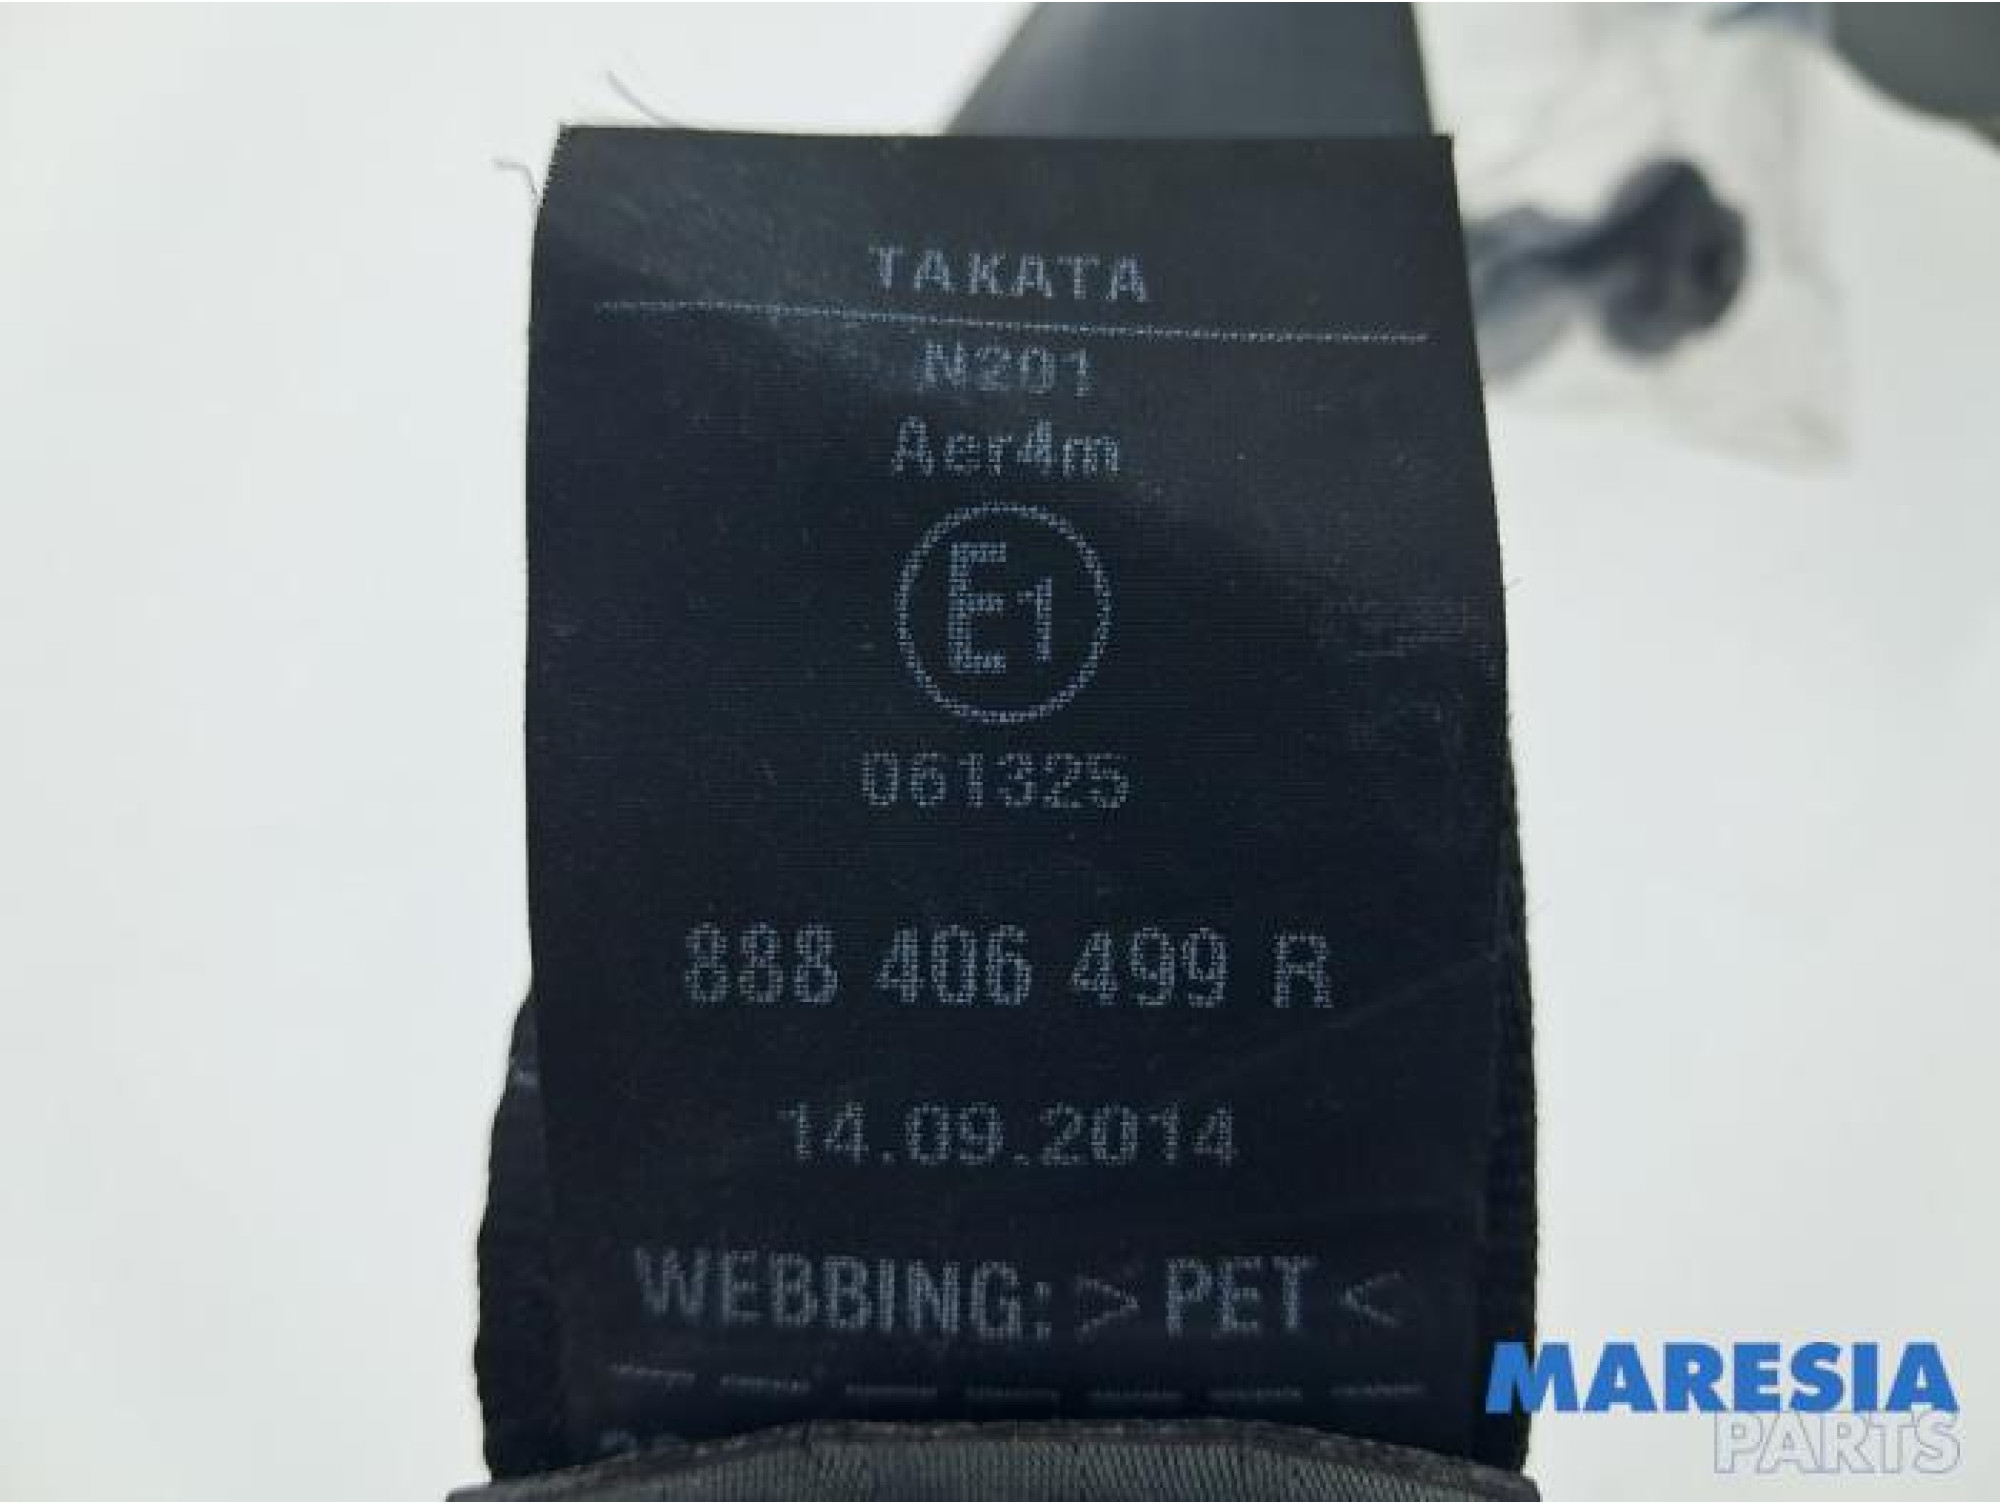 TAKATA
N201
Aer4m
E1
061325
888 406 499 R
14.09.2014
WEBBING: > PET <
MARESIA
PARTS